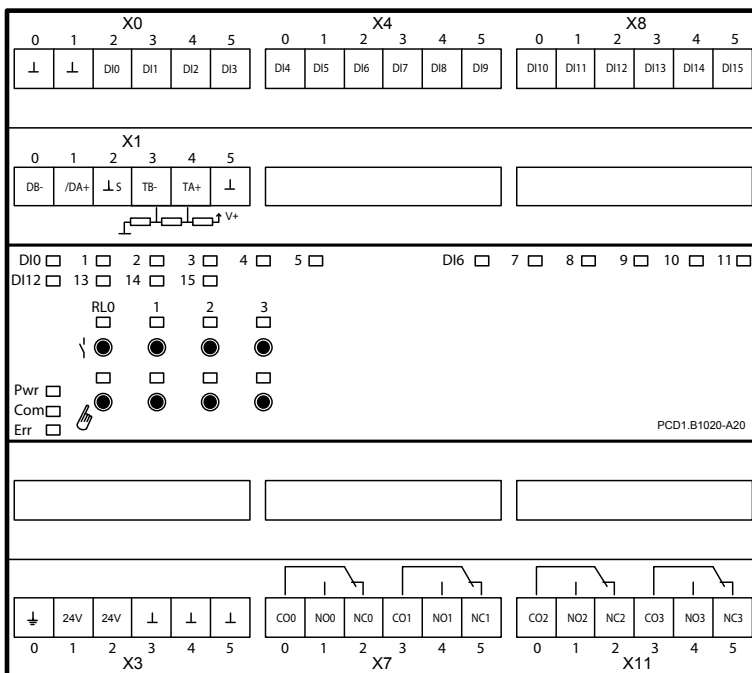 X0 X4 X8
0 1 2 3 4 5 0 1 2 3 4 5 0 1 2 3 4 5
DI0 DI1 DI2 DI3 DI4 DI5 DI6 DI7 DI8 DI9 DI10 DI11 DI12 DI13 DI14 DI15
X1
0 1 2 3 4 5
DB- /DA+ S TB- TA+
V+
DI0 1 2 3 4 5 DI6 7 8 9 10 11
DI12 13 14 15
RL0 1 2 3
Pwr
Com
Err
PCD1.B1020-A20
24V 24V CO0 NO0 NC0 CO1 NO1 NC1 CO2 NO2 NC2 CO3 NO3 NC3
0 1 2 3 4 5 0 1 2 3 4 5 0 1 2 3 4 5
X3 X7 X11